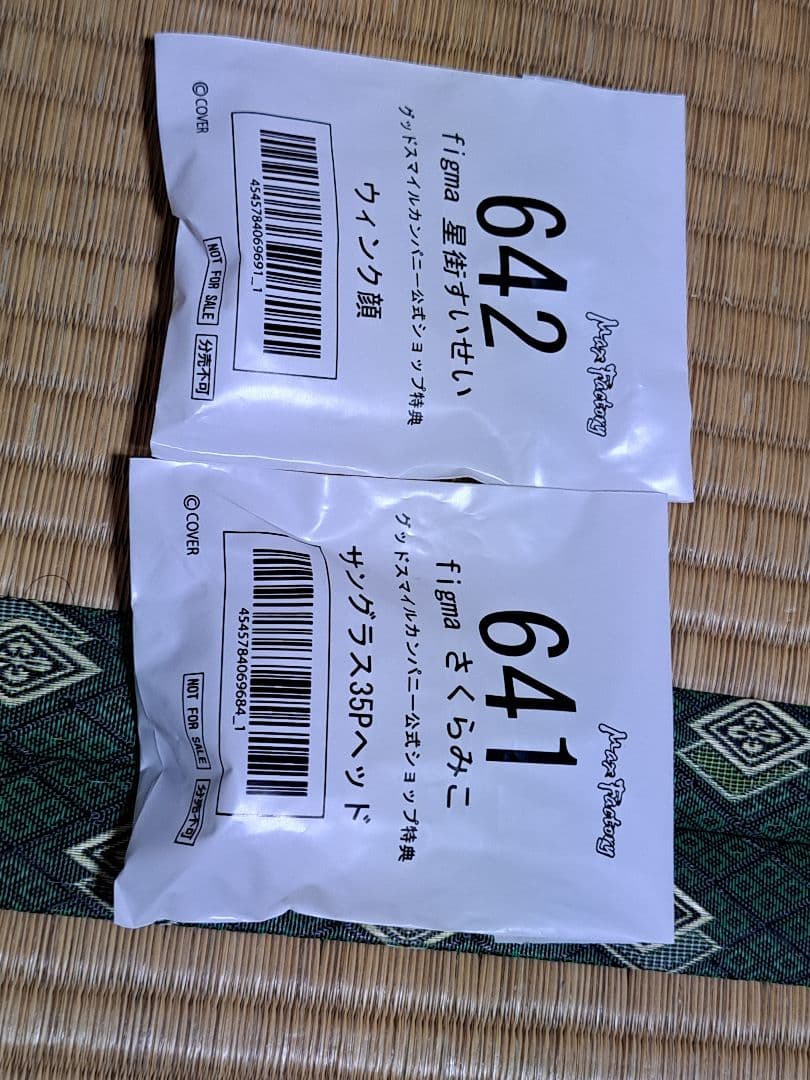 Max Factory
642
figma 星街すいせい
グッドスマイルカンパニー公式ショップ特典
ウィンク顔
4545784069691_1
NOT FOR SALE
分売不可
©COVER
Max Factory
641
figma さくらみこ
グッドスマイルカンパニー公式ショップ特典
サングラス35Pヘッド
4545784069684_1
NOT FOR SALE
分売不可
©COVER